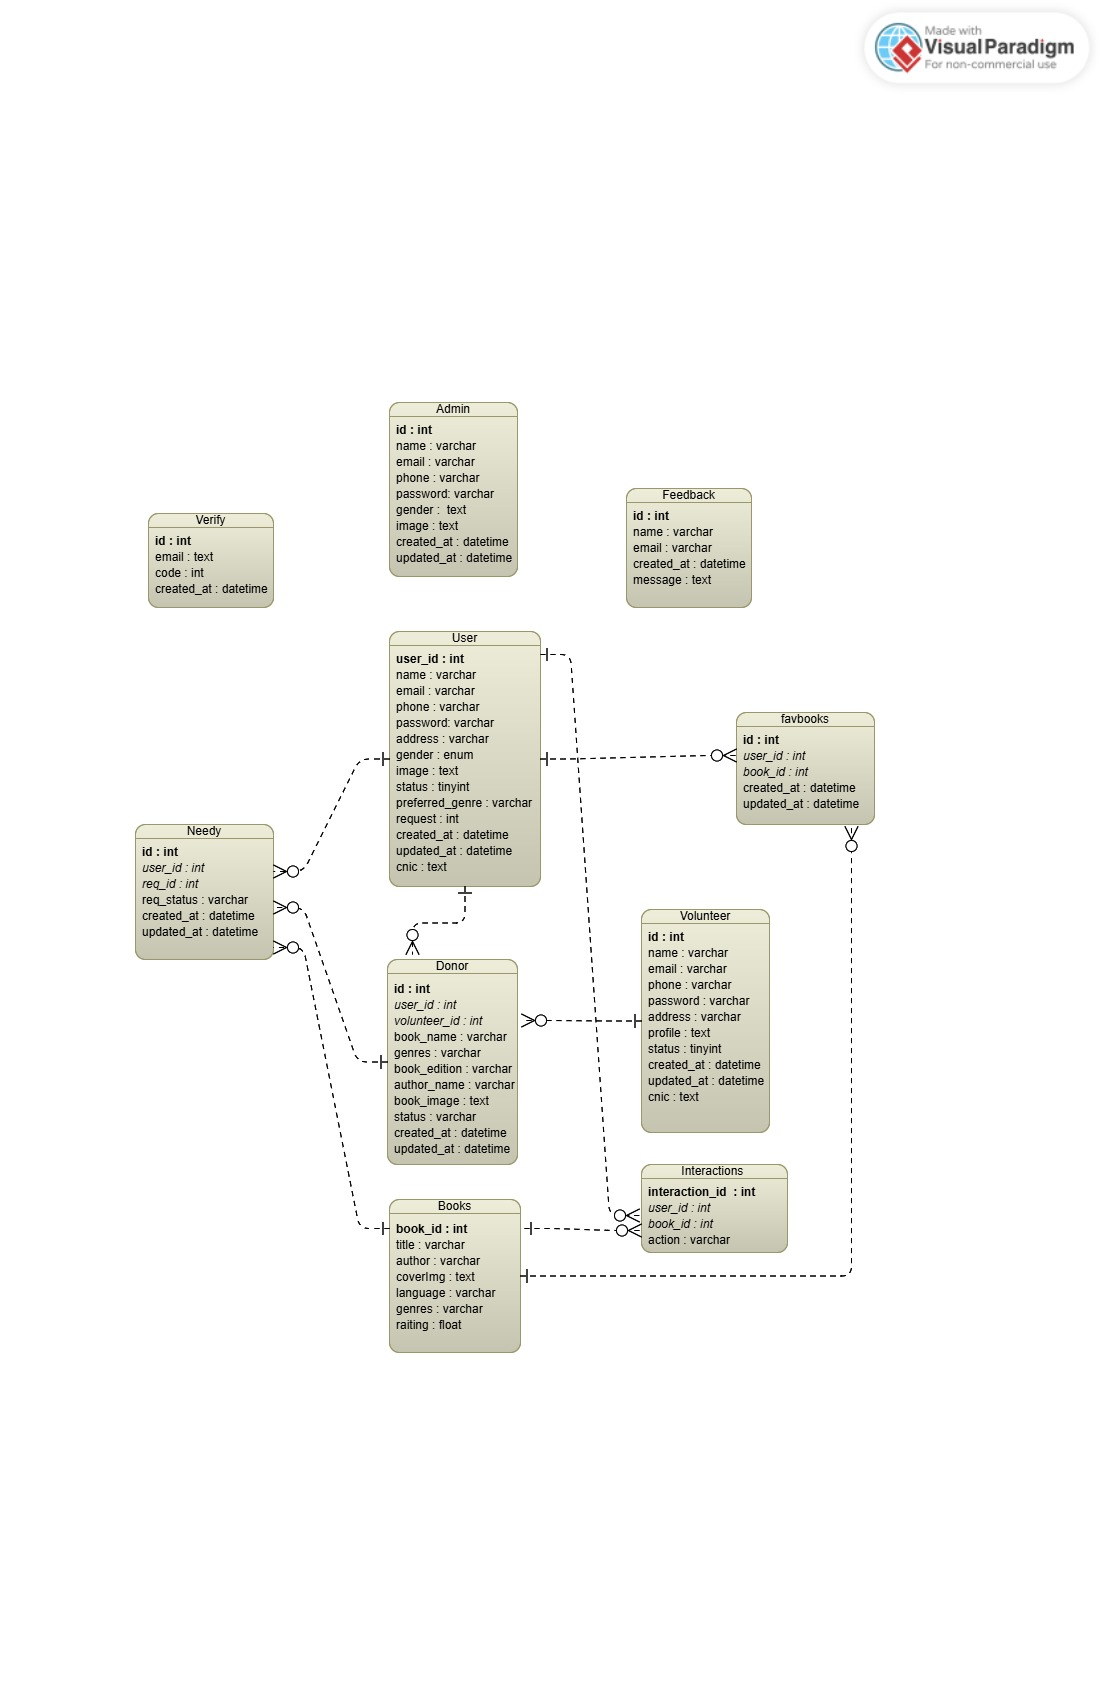 Made with
Visual Paradigm
For non-commercial use
Admin
id : int
name : varchar
email : varchar
phone : varchar
password: varchar
gender :  text
image : text
created_at : datetime
updated_at : datetime
Feedback
id : int
name : varchar
email : varchar
created_at : datetime
message : text
Verify
id : int
email : text
code : int
created_at : datetime
User
user_id : int
name : varchar
email : varchar
phone : varchar
password: varchar
address : varchar
gender : enum
image : text
status : tinyint
preferred_genre : varchar
request : int
created_at : datetime
updated_at : datetime
cnic : text
favbooks
id : int
user_id : int
book_id : int
created_at : datetime
updated_at : datetime
Needy
id : int
user_id : int
req_id : int
req_status : varchar
created_at : datetime
updated_at : datetime
Volunteer
id : int
name : varchar
email : varchar
phone : varchar
password : varchar
address : varchar
profile : text
status : tinyint
created_at : datetime
updated_at : datetime
cnic : text
Donor
id : int
user_id : int
volunteer_id : int
book_name : varchar
genres : varchar
book_edition : varchar
author_name : varchar
book_image : text
status : varchar
created_at : datetime
updated_at : datetime
Interactions
interaction_id  : int
user_id : int
book_id : int
action : varchar
Books
book_id : int
title : varchar
author : varchar
coverImg : text
language : varchar
genres : varchar
raiting : float